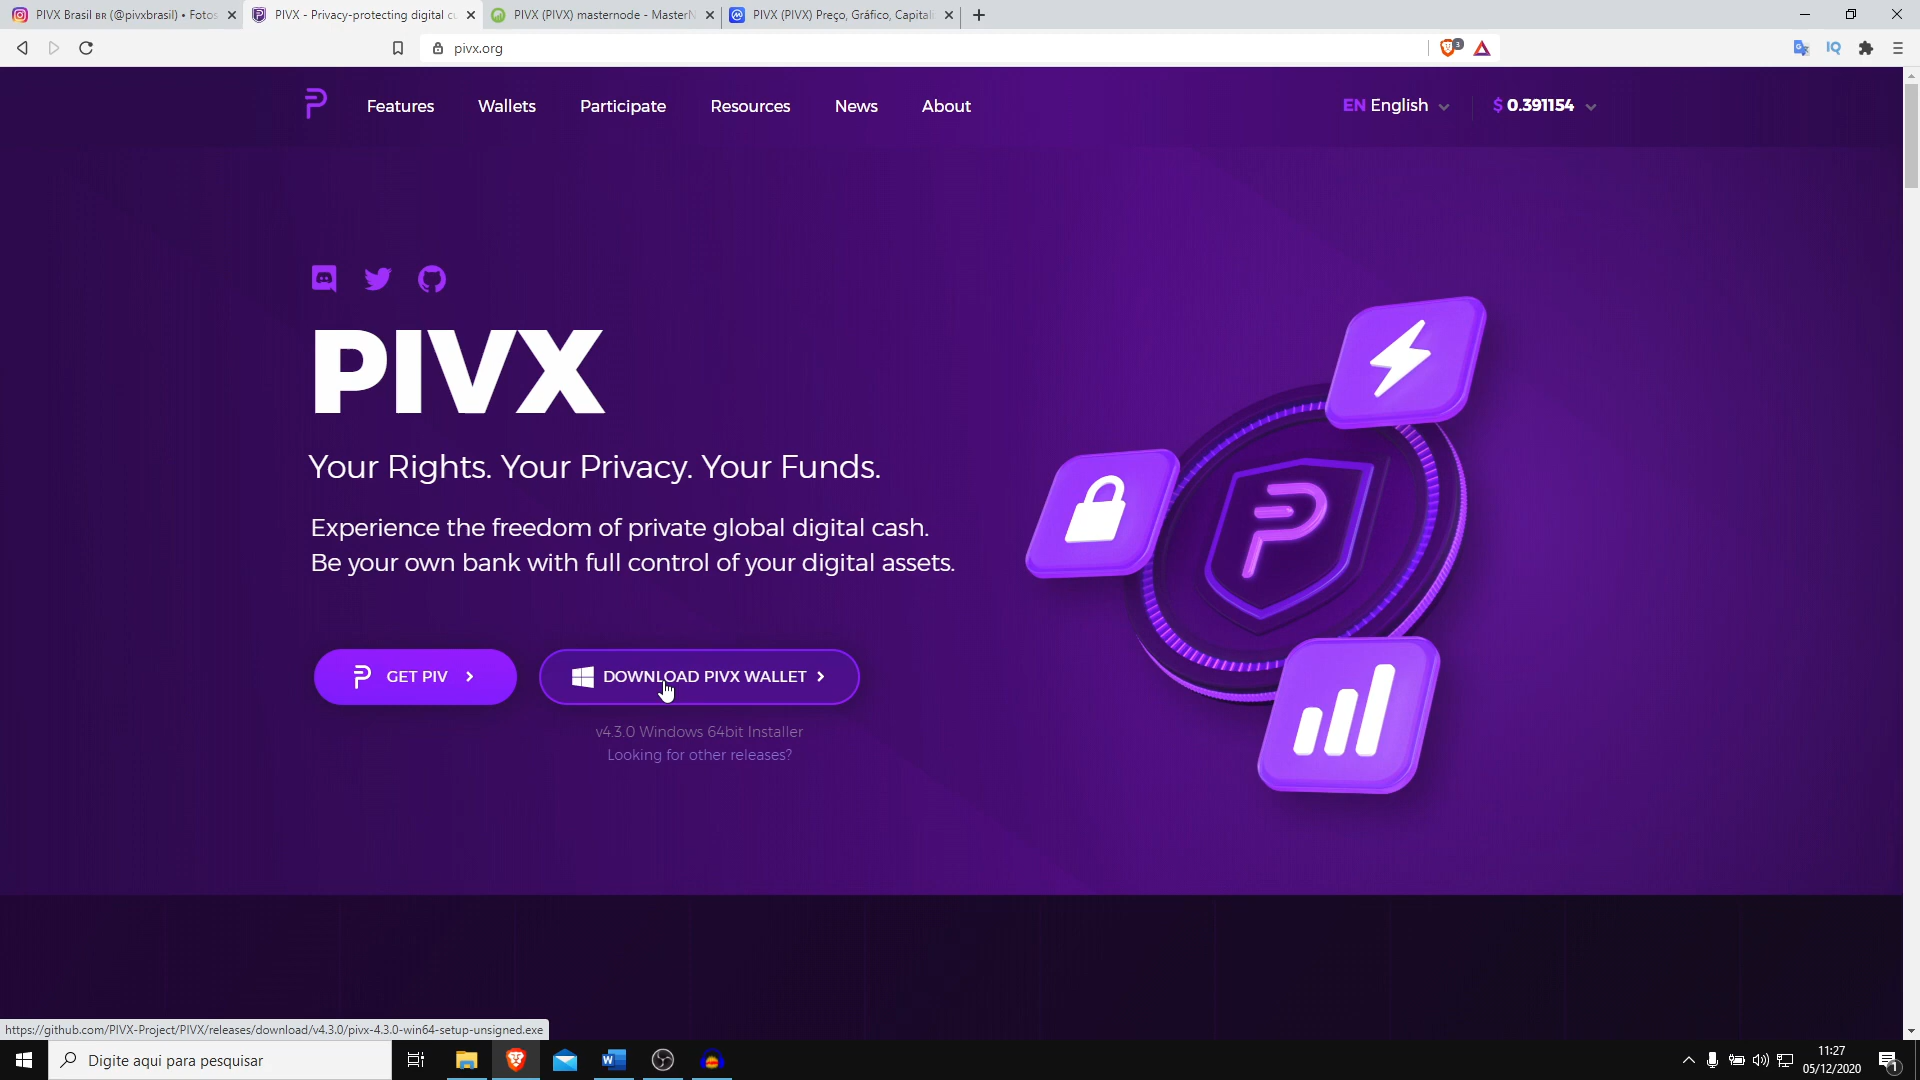 PIVX Brasil BR (@pivxbrasil) • Fotos
PIVX - Privacy-protecting digital cu
PIVX (PIVX) masternode - MasterN
PIVX (PIVX) Preço, Gráfico, Capitali
pivx.org
3
IQ
Features
Wallets
Participate
Resources
News
About
EN English
$ 0.391154
PIVX
Your Rights. Your Privacy. Your Funds.
Experience the freedom of private global digital cash.
Be your own bank with full control of your digital assets.
GET PIV
DOWNLOAD PIVX WALLET
v4.3.0 Windows 64bit Installer
Looking for other releases?
https://github.com/PIVX-Project/PIVX/releases/download/v4.3.0/pivx-4.3.0-win64-setup-unsigned.exe
Digite aqui para pesquisar
11:27
05/12/2020
1